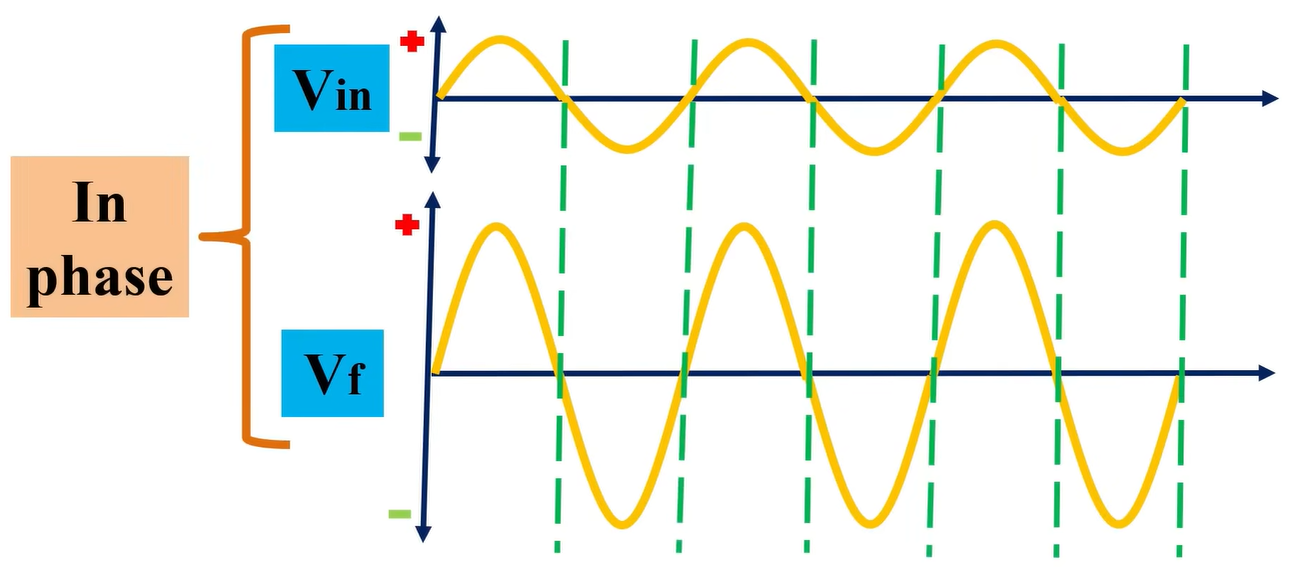 Vin
+
-
In
phase
+
Vf
-